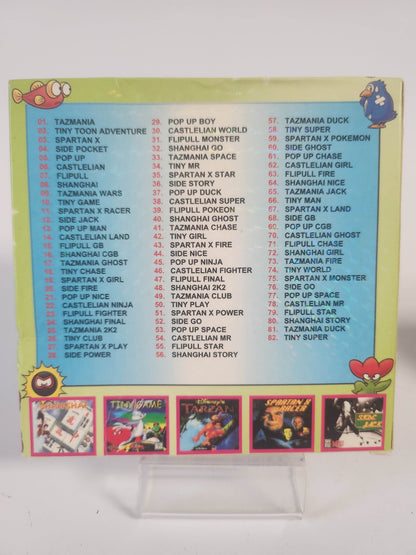 01. TAZMANIA
02. TINY TOON ADVENTURE
03. SPARTAN X
04. SIDE POCKET
05. POP UP
06. CASTLELIAN
07. FLIPULL
08. SHANGHAI
09. TAZMANIA WARS
10. TINY GAME
11. SPARTAN X RACER
12. SIDE JACK
13. POP UP MAN
14. CASTLELIAN LAND
15. FLIPULL GB
16. SHANGHAI CGB
17. TAZMANIA GHOST
18. TINY CHASE
19. SPARTAN X GIRL
20. SIDE FIRE
21. POP UP NICE
22. CASTLELIAN NINJA
23. FLIPULL FIGHTER
24. SHANGHAI FINAL
25. TAZMANIA 2K2
26. TINY CLUB
27. SPARTAN X PLAY
28. SIDE POWER
29. POP UP BOY
30. CASTLELIAN WORLD
31. FLIPULL MONSTER
32. SHANGHAI GO
33. TAZMANIA SPACE
34. TINY MR
35. SPARTAN X STAR
36. SIDE STORY
37. POP UP DUCK
38. CASTLELIAN SUPER
39. FLIPULL POKEON
40. SHANGHAI GHOST
41. TAZMANIA CHASE
42. TINY GIRL
43. SPARTAN X FIRE
44. SIDE NICE
45. POP UP NINJA
46. CASTLELIAN FIGHTER
47. FLIPULL FINAL
48. SHANGHAI 2K2
49. TAZMANIA CLUB
50. TINY PLAY
51. SPARTAN X POWER
52. SIDE GO
53. POP UP SPACE
54. CASTLELIAN MR
55. FLIPULL STAR
56. SHANGHAI STORY
57. TAZMANIA DUCK
58. TINY SUPER
59. SPARTAN X POKEMON
60. SIDE GHOST
61. POP UP CHASE
62. CASTLELIAN GIRL
63. FLIPULL FIRE
64. SHANGHAI NICE
65. TAZMANIA JACK
66. TINY MAN
67. SPARTAN X LAND
68. SIDE GB
69. POP UP CGB
70. CASTLELIAN GHOST
71. FLIPULL CHASE
72. SHANGHAI GIRL
73. TAZMANIA FIRE
74. TINY WORLD
75. SPARTAN X MONSTER
76. SIDE GO
77. POP UP SPACE
78. CASTLELIAN MR
79. FLIPULL STAR
80. SHANGHAI STORY
81. TAZMANIA DUCK
82. TINY SUPER
SHANGHAI
TINY GAME
Disney's
TARZAN
SPARTAN X
RACER
SIDE
JACK